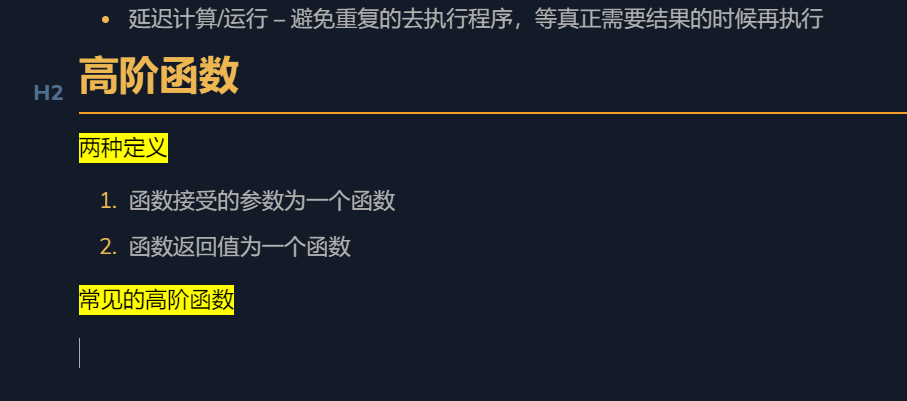 • 延迟计算/运行 – 避免重复的去执行程序，等真正需要结果的时候再执行
H2 高阶函数
两种定义
1. 函数接受的参数为一个函数
2. 函数返回值为一个函数
常见的高阶函数